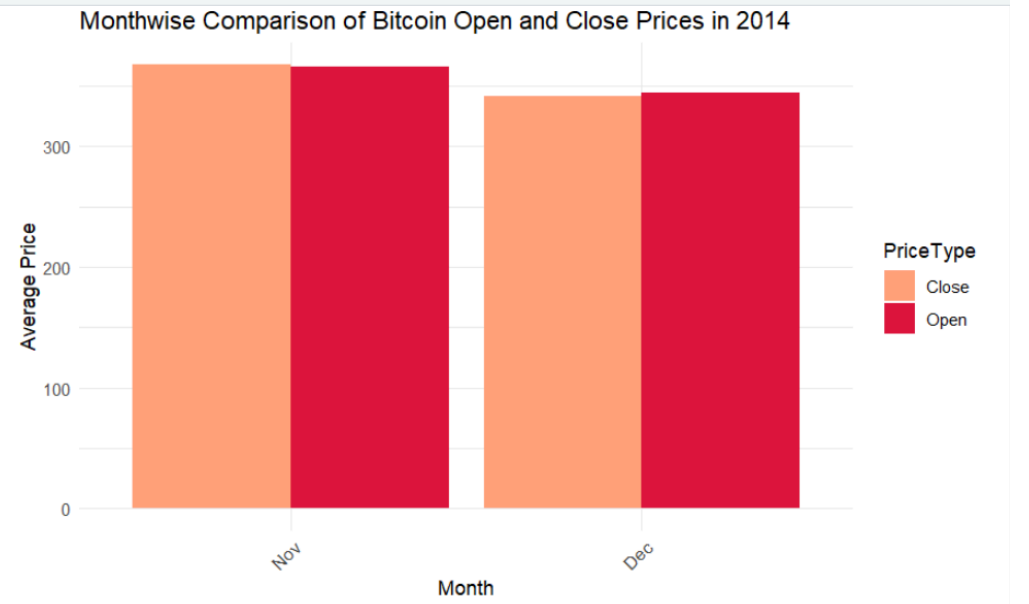 Monthwise Comparison of Bitcoin Open and Close Prices in 2014
Average Price
300
200
100
0
Nov
Dec
Month
PriceType
Close
Open